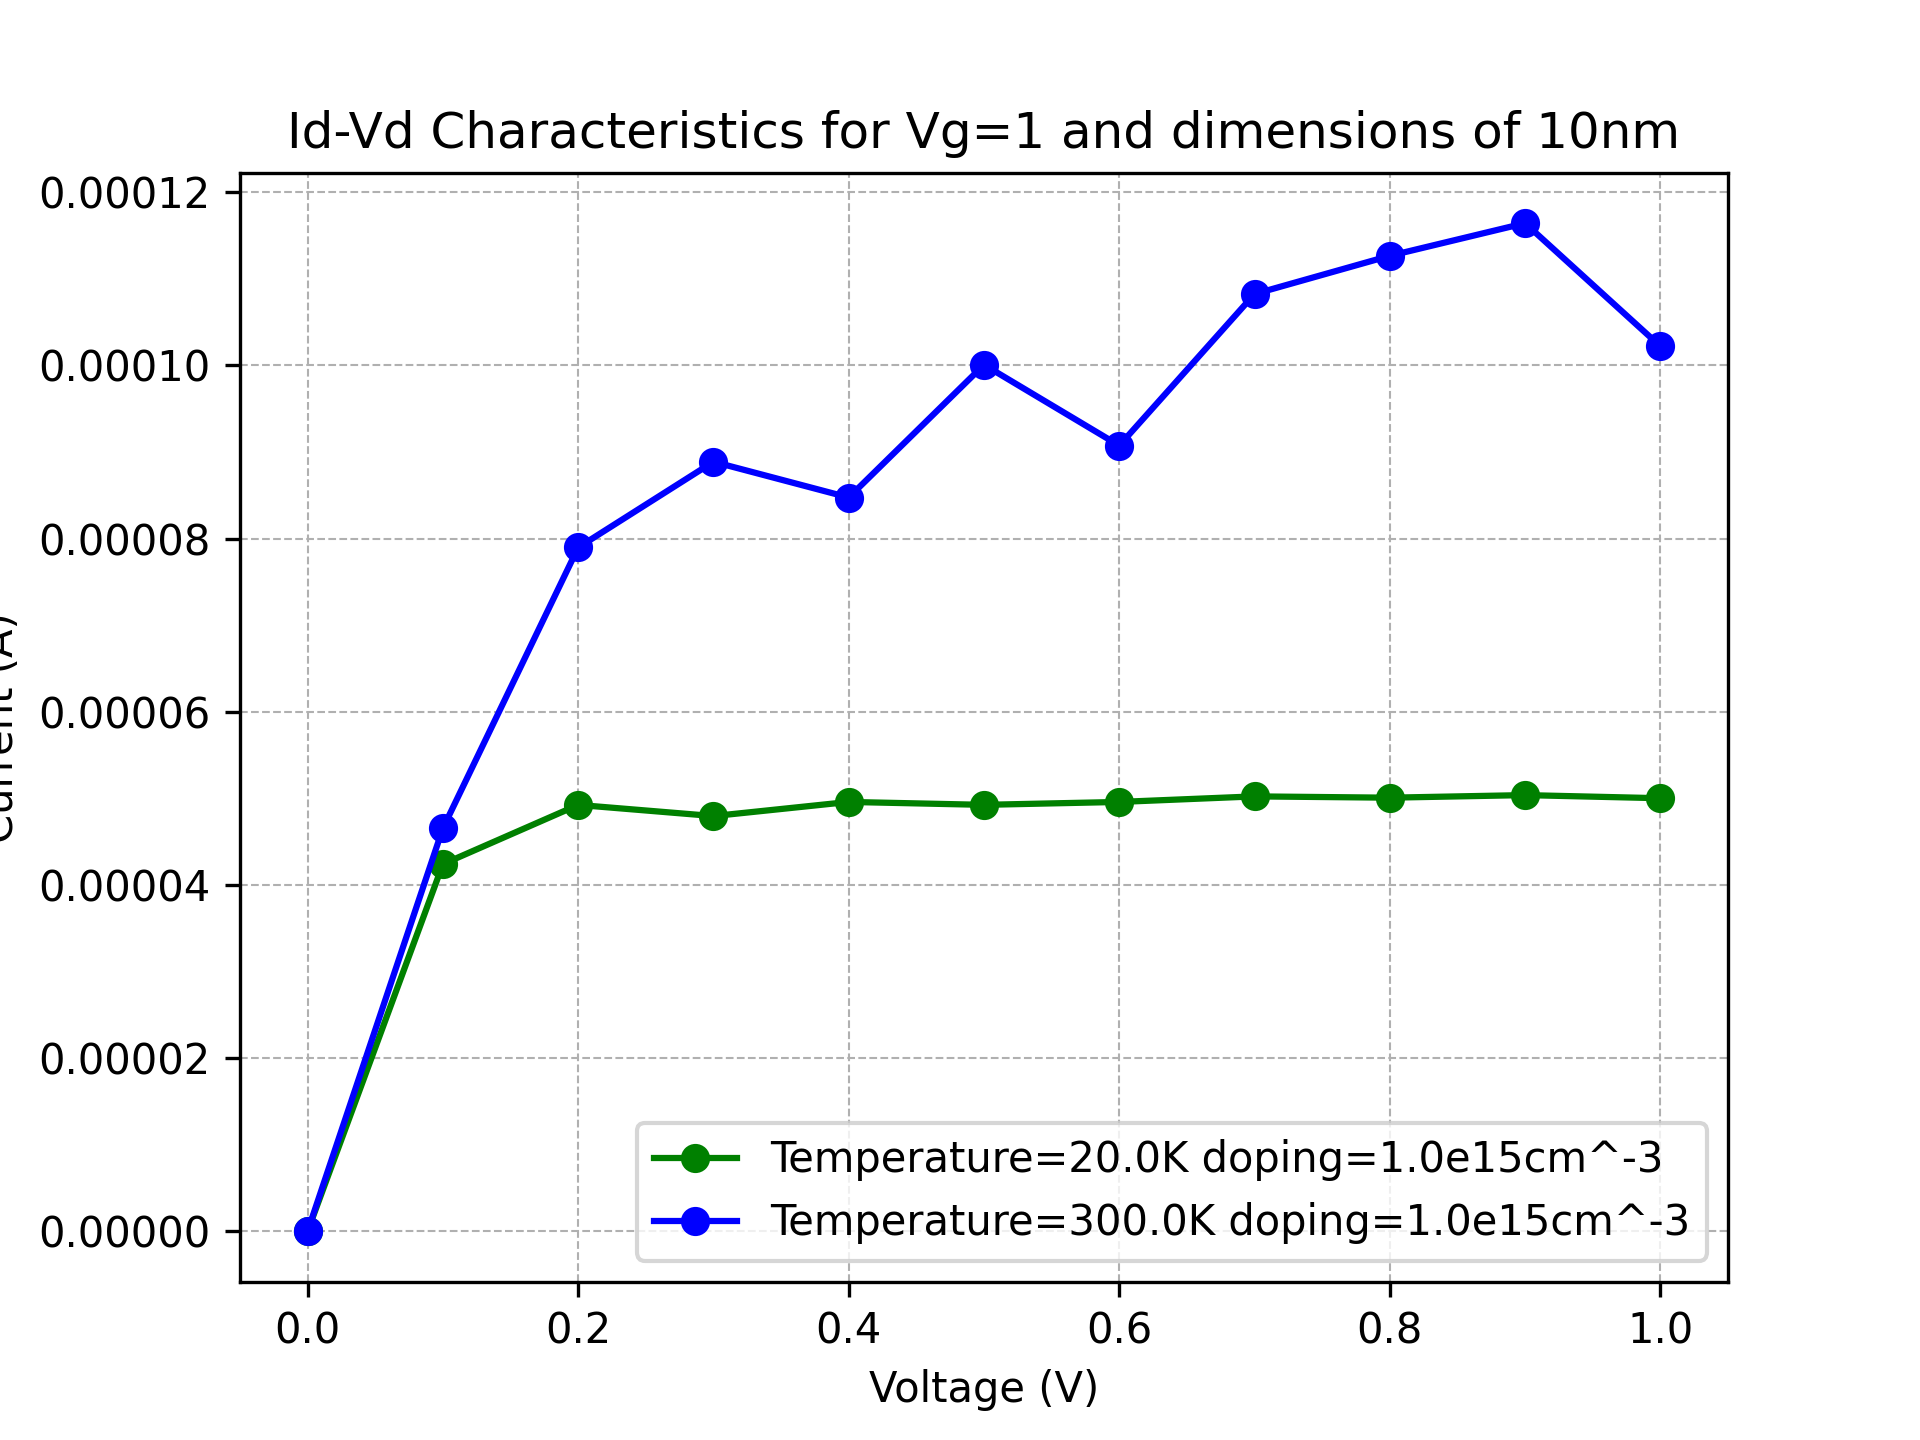 Id-Vd Characteristics for Vg=1 and dimensions of 10nm
0.00012
0.00010
0.00008
0.00006
0.00004
0.00002
0.00000
Current (A)
Temperature=20.0K doping=1.0e15cm^-3
Temperature=300.0K doping=1.0e15cm^-3
0.0 0.2 0.4 0.6 0.8 1.0
Voltage (V)